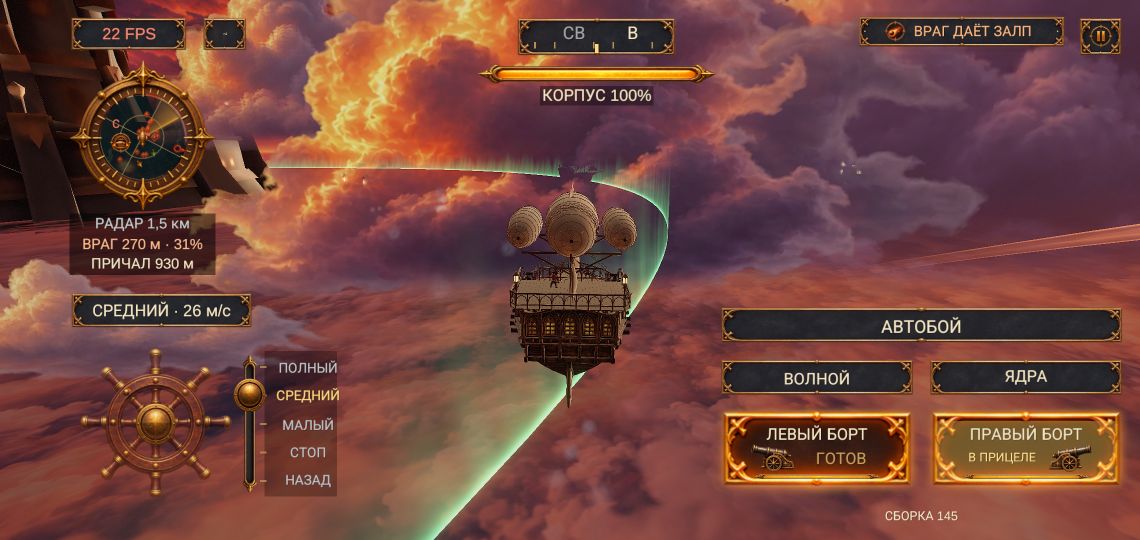 22 FPS
СВ
В
ВРАГ ДАЁТ ЗАЛП
КОРПУС 100%
С
РАДАР 1,5 км
ВРАГ 270 м · 31%
ПРИЧАЛ 930 м
СРЕДНИЙ · 26 м/с
ПОЛНЫЙ
СРЕДНИЙ
МАЛЫЙ
СТОП
НАЗАД
АВТОБОЙ
ВОЛНОЙ
ЯДРА
ЛЕВЫЙ БОРТ
ГОТОВ
ПРАВЫЙ БОРТ
В ПРИЦЕЛЕ
СБОРКА 145